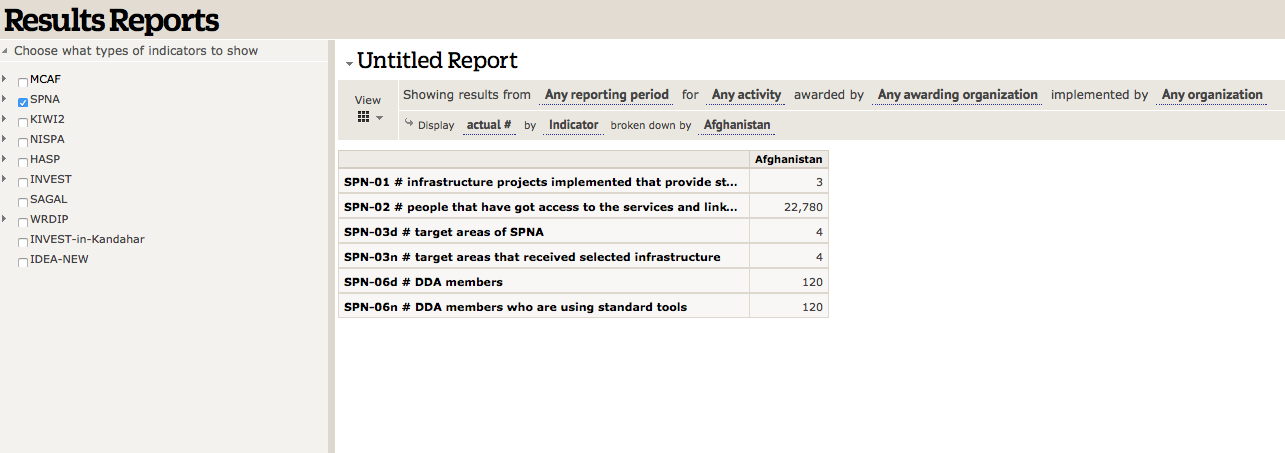 Results Reports
Choose what types of indicators to show
MCAF
SPNA
KIWI2
NISPA
HASP
INVEST
SAGAL
WRDIP
INVEST-in-Kandahar
IDEA-NEW
Untitled Report
View
Showing results from Any reporting period for Any activity awarded by Any awarding organization implemented by Any organization
Display actual # by Indicator broken down by Afghanistan
Afghanistan
SPN-01 # infrastructure projects implemented that provide st... 3
SPN-02 # people that have got access to the services and link... 22,780
SPN-03d # target areas of SPNA 4
SPN-03n # target areas that received selected infrastructure 4
SPN-06d # DDA members 120
SPN-06n # DDA members who are using standard tools 120